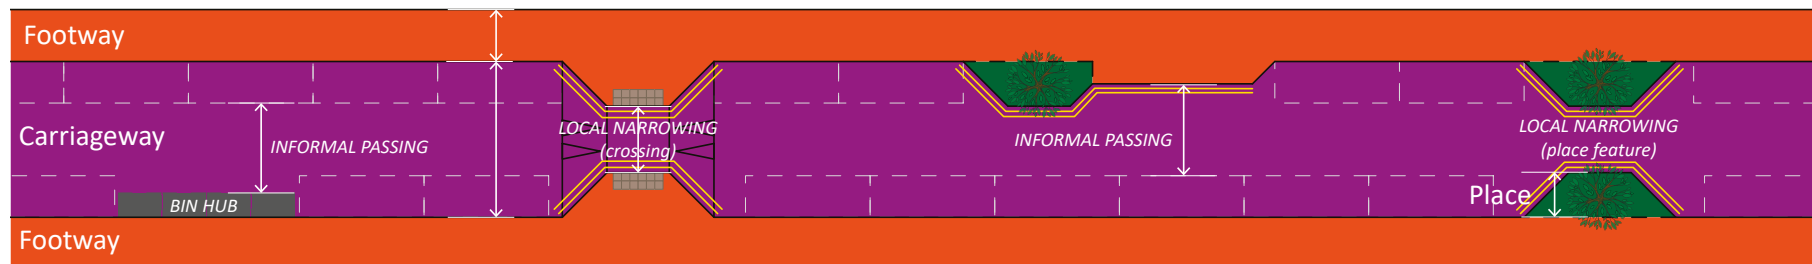 Footway
Carriageway
INFORMAL PASSING
BIN HUB
Footway
LOCAL NARROWING
(crossing)
INFORMAL PASSING
LOCAL NARROWING
(place feature)
Place